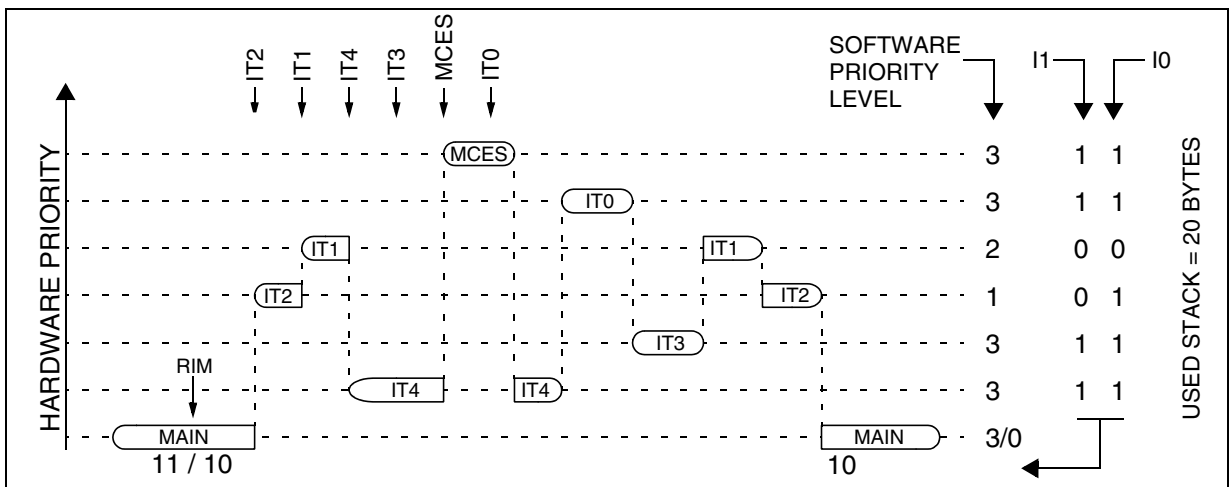 IT2
IT1
IT4
IT3
MCES
IT0
SOFTWARE
PRIORITY
LEVEL
I1
I0
HARDWARE PRIORITY
MCES
3
1 1
IT0
3
1 1
IT1
IT1
2
0 0
IT2
IT2
1
0 1
IT3
3
1 1
RIM
IT4
IT4
3
1 1
MAIN
MAIN
3/0
11 / 10
10
USED STACK = 20 BYTES